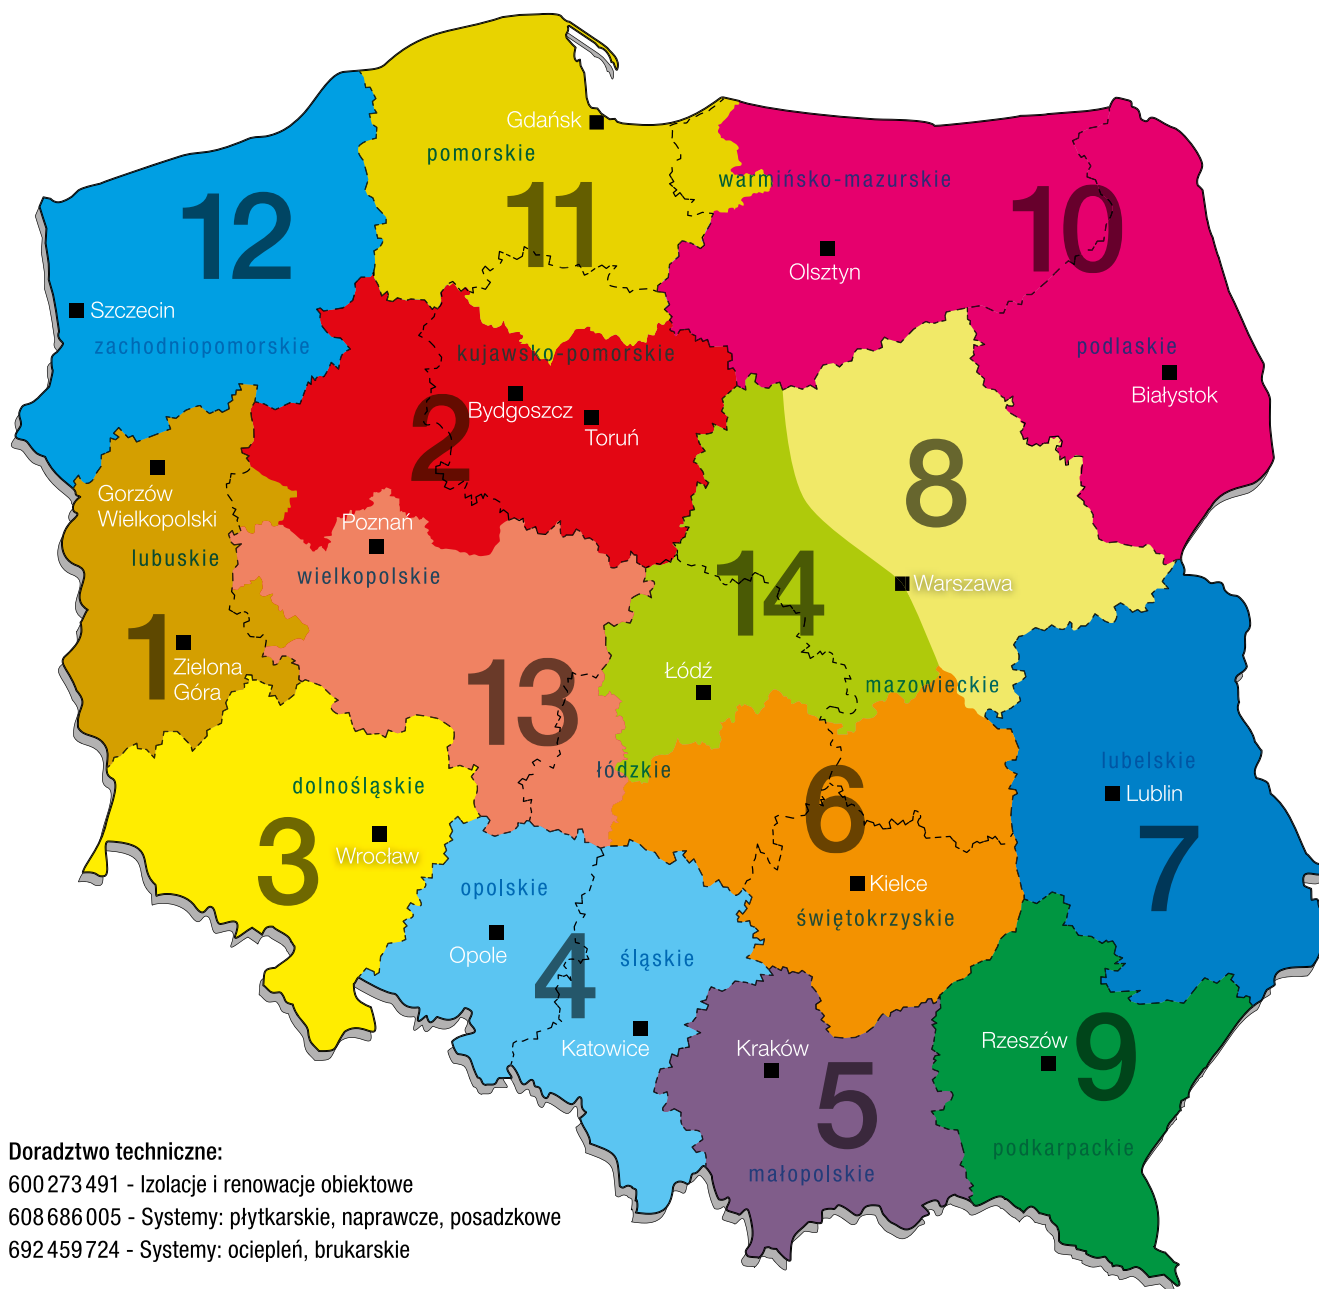 Gdańsk
pomorskie
warmińsko-mazurskie
12
11
10
Olsztyn
Szczecin
zachodniopomorskie
kujawsko-pomorskie
podlaskie
Białystok
2
Bydgoszcz
Toruń
8
Gorzów
Wielkopolski
Poznań
lubuskie
wielkopolskie
14
Warszawa
1
Zielona
Góra
13
Łódź
mazowieckie
łódzkie
lubelskie
Lublin
dolnośląskie
6
3
Wrocław
7
opolskie
Kielce
świętokrzyskie
Opole
4
śląskie
Katowice
Kraków
5
małopolskie
Rzeszów
9
podkarpackie
Doradztwo techniczne:
600 273 491 - Izolacje i renowacje obiektowe
608 686 005 - Systemy: płytkarskie, naprawcze, posadzkowe
692 459 724 - Systemy: ociepleń, brukarskie